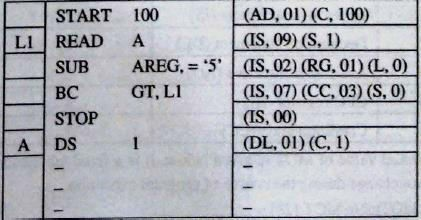 START 100 (AD, 01) (C, 100)
L1 READ A (IS, 09) (S, 1)
SUB AREG, = '5' (IS, 02) (RG, 01) (L, 0)
BC GT, L1 (IS, 07) (CC, 03) (S, 0)
STOP (IS, 00)
A DS 1 (DL, 01) (C, 1)
– –
– –
– –